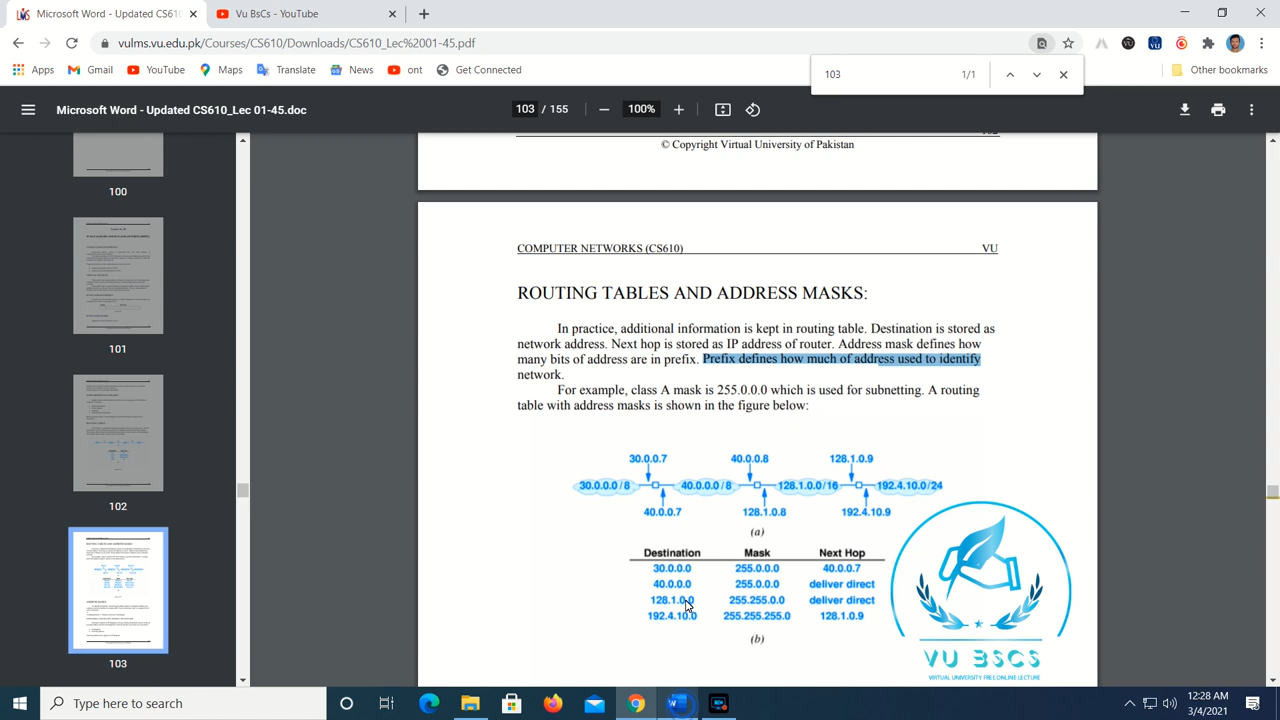 Microsoft Word - Updated CS610
Vu BsCs - YouTube
vulms.vu.edu.pk/Courses/CS610/Downloads/CS610_Lec%2001-45.pdf
Apps
Gmail
YouTube
Maps
Translate
News
ont
Get Connected
Other bookmarks
103
1/1
Microsoft Word - Updated CS610_Lec 01-45.doc
103 / 155
100%
© Copyright Virtual University of Pakistan
100
101
102
103
COMPUTER NETWORKS (CS610) VU
ROUTING TABLES AND ADDRESS MASKS:
In practice, additional information is kept in routing table. Destination is stored as
network address. Next hop is stored as IP address of router. Address mask defines how
many bits of address are in prefix. Prefix defines how much of address used to identify
network.
For example, class A mask is 255.0.0.0 which is used for subnetting. A routing
table with address masks is shown in the figure below:
30.0.0.7 40.0.0.8 128.1.0.9
30.0.0.0/8 40.0.0.0/8 128.1.0.0/16 192.4.10.0/24
40.0.0.7 128.1.0.8 192.4.10.9
(a)
Destination Mask Next Hop
30.0.0.0 255.0.0.0 40.0.0.7
40.0.0.0 255.0.0.0 deliver direct
128.1.0.0 255.255.0.0 deliver direct
192.4.10.0 255.255.255.0 128.1.0.9
(b)
VU BSCS
VIRTUAL UNIVERSITY FREE ONLINE LECTURE
Type here to search
12:28 AM
3/4/2021